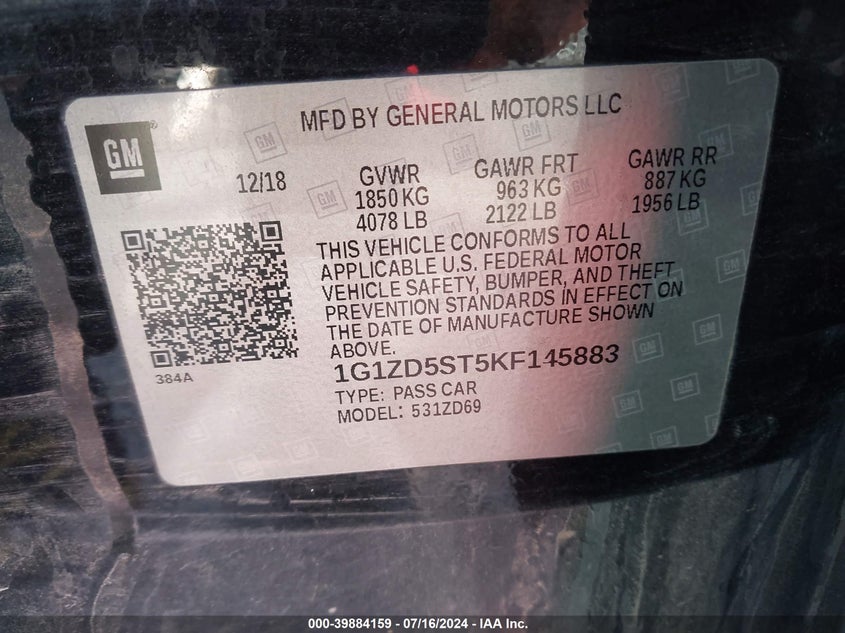 MFD BY GENERAL MOTORS LLC
GM
12/18
GVWR
1850 KG
4078 LB
GAWR FRT
963 KG
2122 LB
GAWR RR
887 KG
1956 LB
THIS VEHICLE CONFORMS TO ALL
APPLICABLE U.S. FEDERAL MOTOR
VEHICLE SAFETY, BUMPER, AND THEFT
PREVENTION STANDARDS IN EFFECT ON
THE DATE OF MANUFACTURE SHOWN
ABOVE.
384A
1G1ZD5ST5KF145883
TYPE: PASS CAR
MODEL: 531ZD69
000-39884159 - 07/16/2024 - IAA Inc.